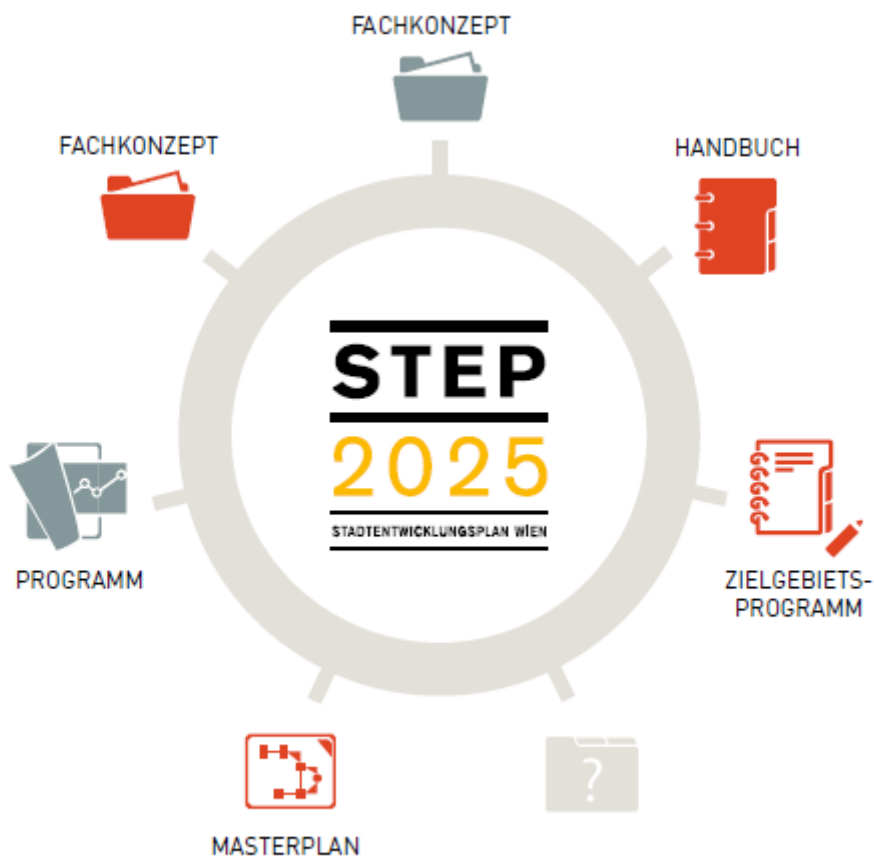 FACHKONZEPT
FACHKONZEPT
HANDBUCH
STEP
2025
STADTENTWICKLUNGSPLAN WIEN
PROGRAMM
ZIELGEBIETS-
PROGRAMM
?
MASTERPLAN